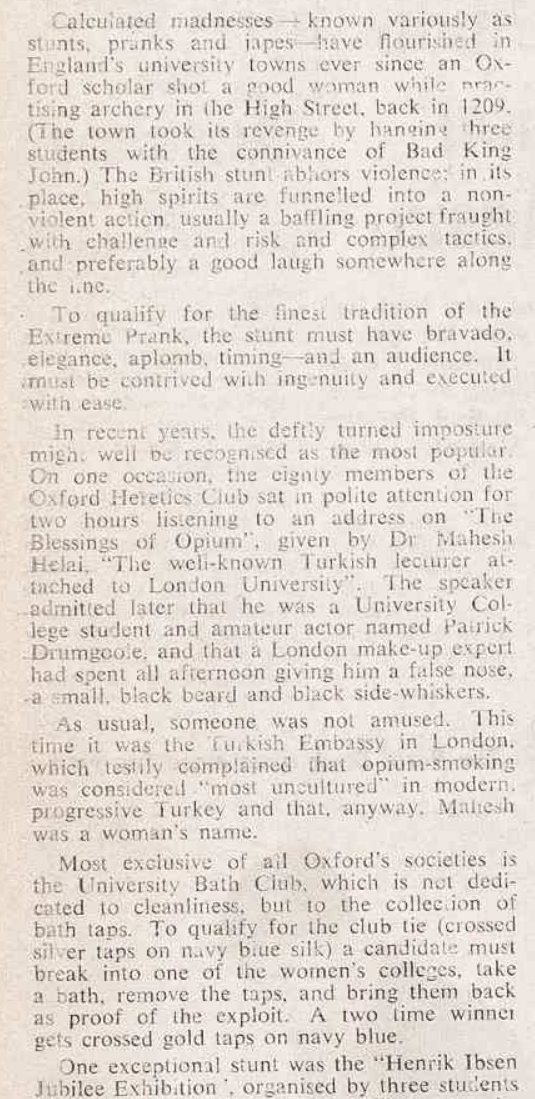 Calculated madnesses — known variously as
stunts, pranks and japes—have flourished in
England's university towns ever since an Ox-
ford scholar shot a good woman while prac-
tising archery in the High Street, back in 1209.
(The town took its revenge by hanging three
students with the connivance of Bad King
John.) The British stunt abhors violence; in its
place, high spirits are funnelled into a non-
violent action, usually a baffling project fraught
with challenge and risk and complex tactics,
and preferably a good laugh somewhere along
the line.
To qualify for the finest tradition of the
Extreme Prank, the stunt must have bravado,
elegance, aplomb, timing—and an audience. It
must be contrived with ingenuity and executed
with ease.
In recent years, the deftly turned imposture
might well be recognised as the most popular.
On one occasion, the eighty members of the
Oxford Heretics Club sat in polite attention for
two hours listening to an address on "The
Blessings of Opium", given by Dr Mahesh
Helai, "The well-known Turkish lecturer at-
tached to London University". The speaker
admitted later that he was a University Col-
lege student and amateur actor named Patrick
Drumgoole, and that a London make-up expert
had spent all afternoon giving him a false nose,
a small, black beard and black side-whiskers.
As usual, someone was not amused. This
time it was the Turkish Embassy in London,
which testily complained that opium-smoking
was considered "most uncultured" in modern,
progressive Turkey and that, anyway, Mahesh
was a woman's name.
Most exclusive of all Oxford's societies is
the University Bath Club, which is not dedi-
cated to cleanliness, but to the collection of
bath taps. To qualify for the club tie (crossed
silver taps on navy blue silk) a candidate must
break into one of the women's colleges, take
a bath, remove the taps, and bring them back
as proof of the exploit. A two time winner
gets crossed gold taps on navy blue.
One exceptional stunt was the "Henrik Ibsen
Jubilee Exhibition", organised by three students